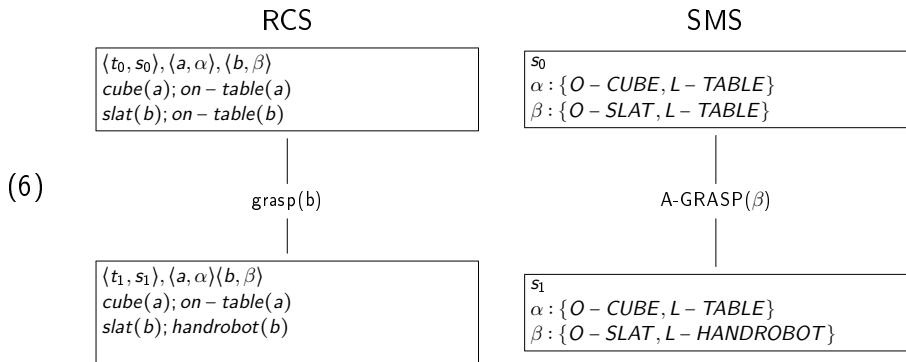 RCS
⟨t₀, s₀⟩, ⟨a, α⟩, ⟨b, β⟩
cube(a); on – table(a)
slat(b); on – table(b)
grasp(b)
⟨t₁, s₁⟩, ⟨a, α⟩⟨b, β⟩
cube(a); on – table(a)
slat(b); handrobot(b)
SMS
s₀
α : {O – CUBE, L – TABLE}
β : {O – SLAT, L – TABLE}
A-GRASP(β)
s₁
α : {O – CUBE, L – TABLE}
β : {O – SLAT, L – HANDROBOT}
(6)